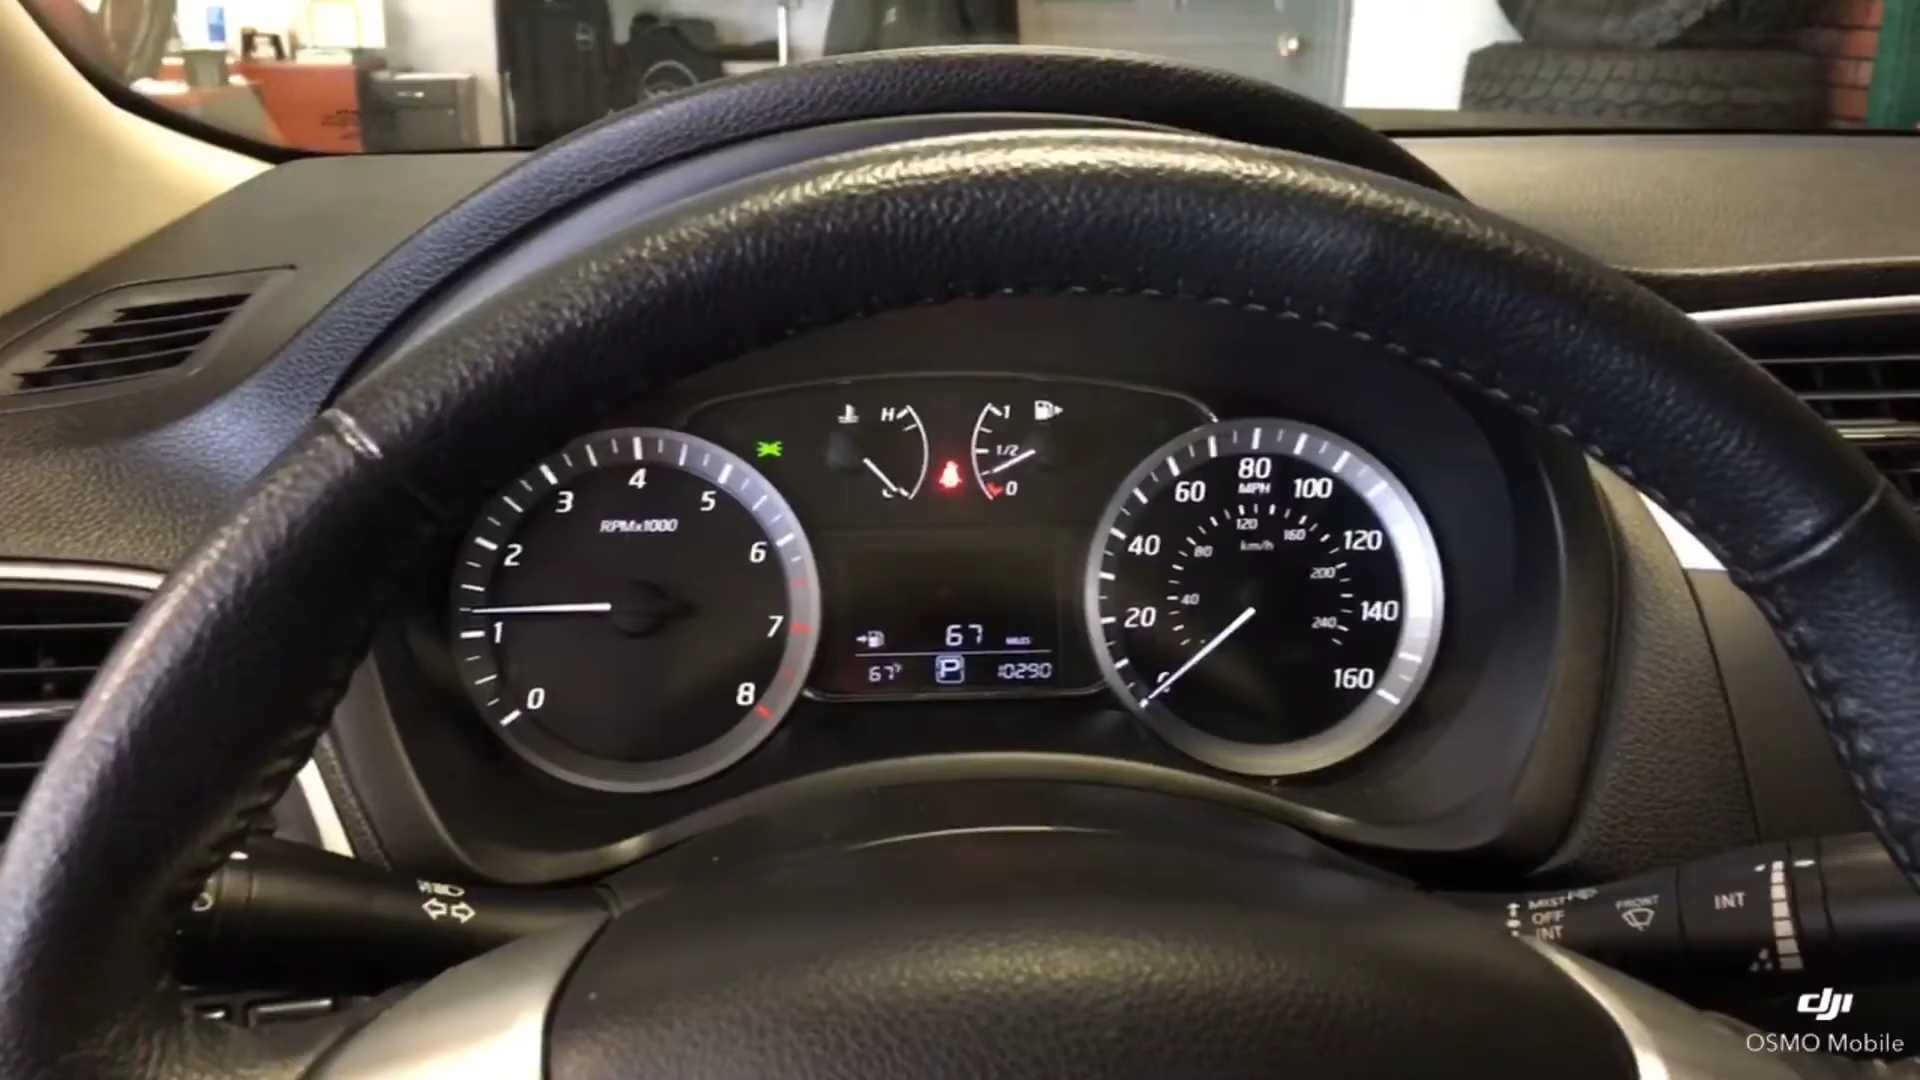 H
1
1/2
0
C
4
3
5
RPMx1000
2
6
1
7
0
8
67 MILES
67°F P 10290
80
MPH
60
100
120
160
km/h
40
80
120
200
20
40
140
240
160
MIST
OFF
INT
FRONT
INT
dji
OSMO Mobile